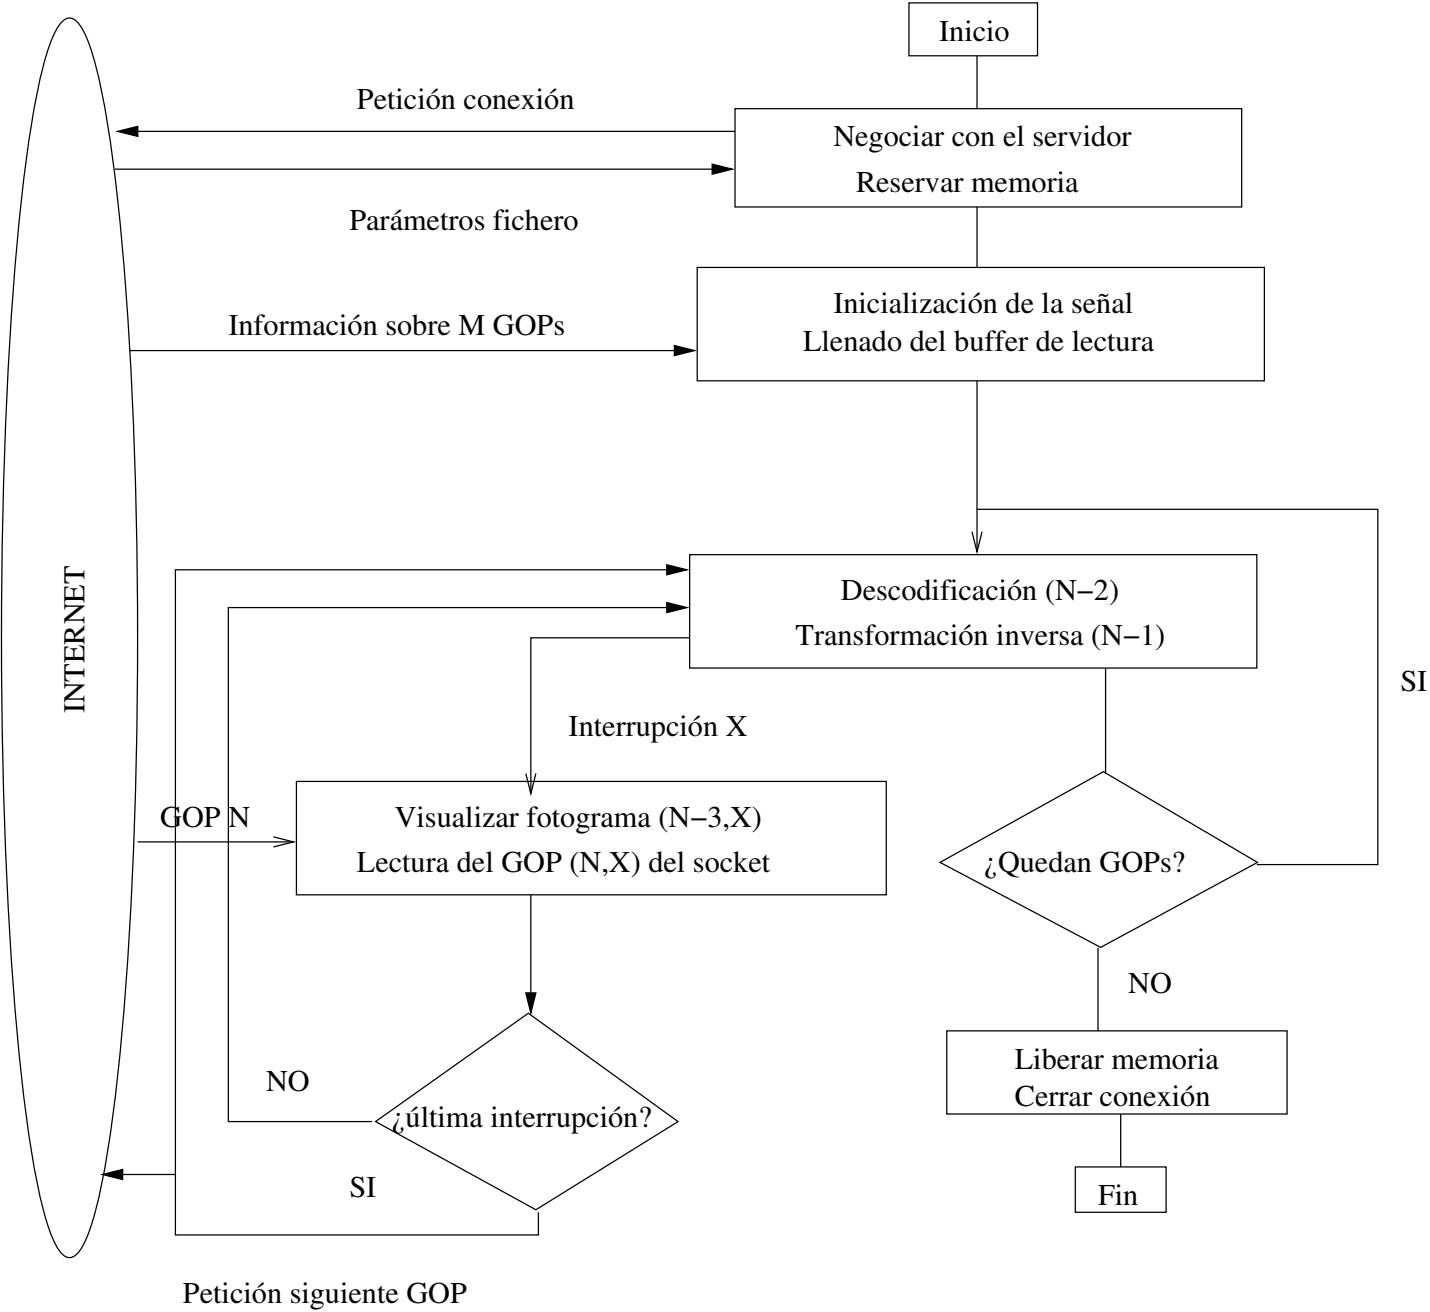 Inicio
Petición conexión
Negociar con el servidor
Reservar memoria
Parámetros fichero
Inicialización de la señal
Información sobre M GOPs
Llenado del buffer de lectura
INTERNET
Descodificación (N−2)
Transformación inversa (N−1)
SI
Interrupción X
GOP N
Visualizar fotograma (N−3,X)
Lectura del GOP (N,X) del socket
¿Quedan GOPs?
NO
Liberar memoria
Cerrar conexión
NO
¿última interrupción?
SI
Fin
Petición siguiente GOP